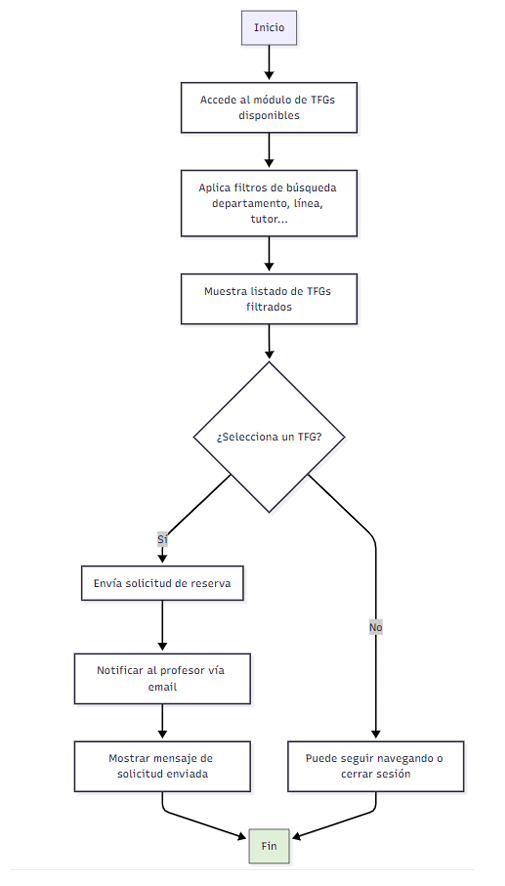 Inicio
Accede al módulo de TFGs
disponibles
Aplica filtros de búsqueda
departamento, línea,
tutor...
Muestra listado de TFGs
filtrados
¿Selecciona un TFG?
Sí
Envía solicitud de reserva
No
Notificar al profesor vía
email
Mostrar mensaje de
solicitud enviada
Puede seguir navegando o
cerrar sesión
Fin